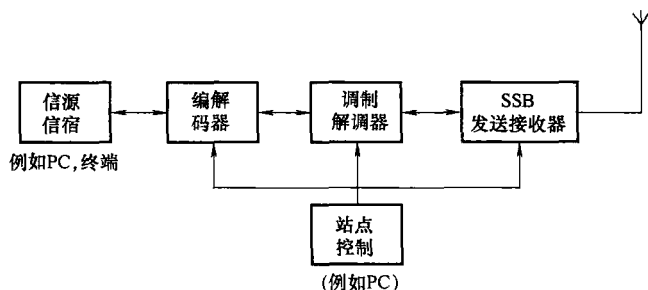 信源
信宿
例如PC,终端
编解
码器
调制
解调器
SSB
发送接收器
站点
控制
(例如PC)